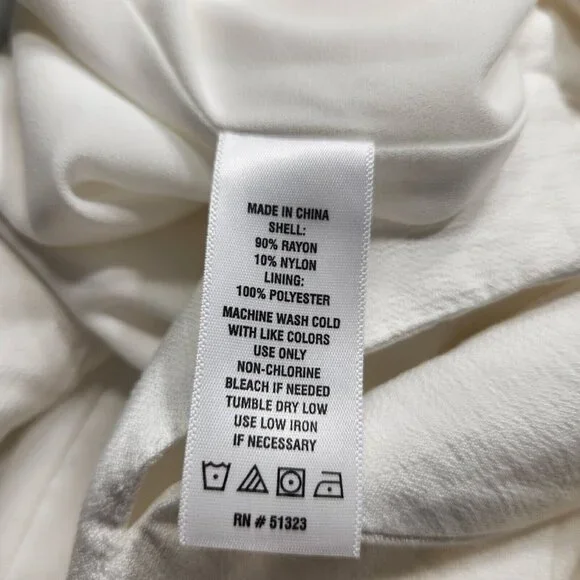 MADE IN CHINA
SHELL:
90% RAYON
10% NYLON
LINING:
100% POLYESTER
MACHINE WASH COLD
WITH LIKE COLORS
USE ONLY
NON-CHLORINE
BLEACH IF NEEDED
TUMBLE DRY LOW
USE LOW IRON
IF NECESSARY
RN # 51323